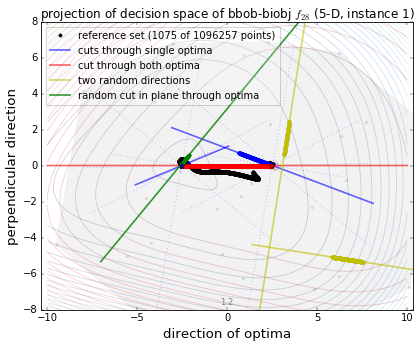 projection of decision space of bbob-biobj f28 (5-D, instance 1)
reference set (1075 of 1096257 points)
cuts through single optima
cut through both optima
two random directions
random cut in plane through optima
perpendicular direction
8
6
4
2
0
−2
−4
−6
−8
1.2
−10
−5
0
5
10
direction of optima